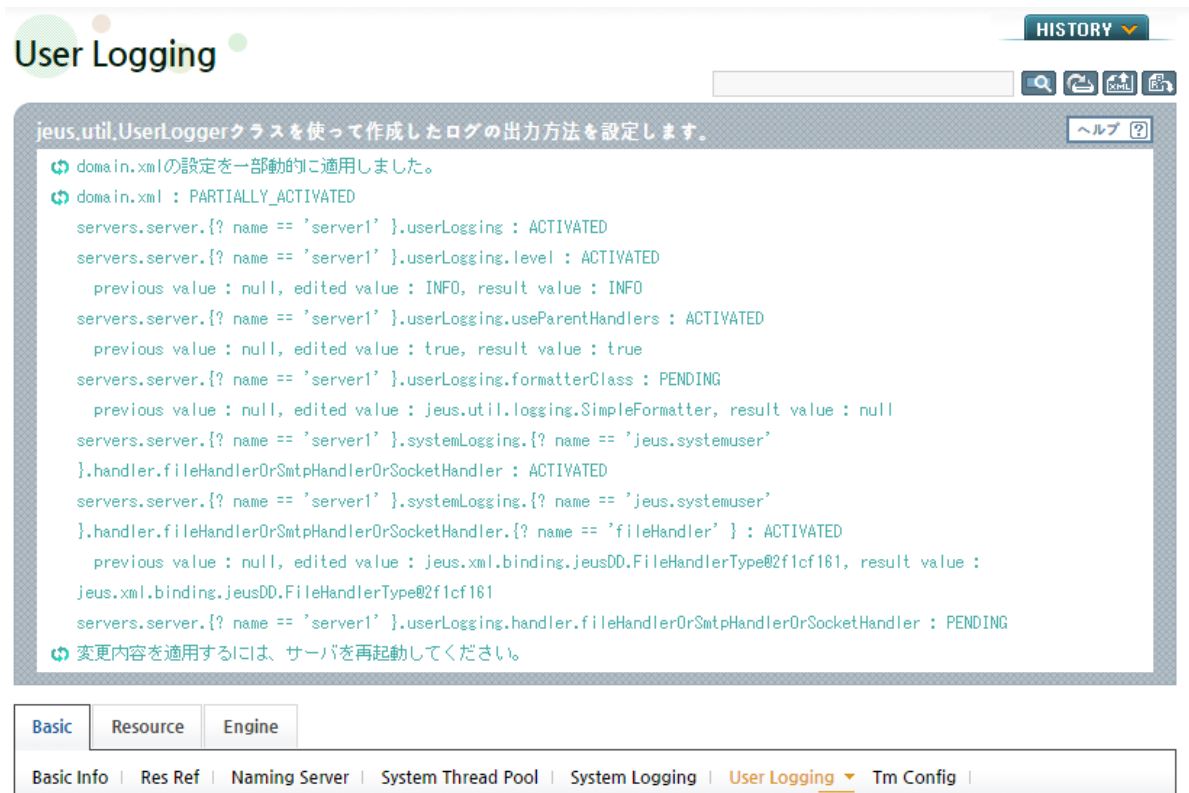 HISTORY
User Logging
XML
jeus.util.UserLoggerクラスを使って作成したログの出力方法を設定します。
ヘルプ ?
domain.xmlの設定を一部動的に適用しました。
domain.xml : PARTIALLY_ACTIVATED
servers.server.{? name == 'server1' }.userLogging : ACTIVATED
servers.server.{? name == 'server1' }.userLogging.level : ACTIVATED
previous value : null, edited value : INFO, result value : INFO
servers.server.{? name == 'server1' }.userLogging.useParentHandlers : ACTIVATED
previous value : null, edited value : true, result value : true
servers.server.{? name == 'server1' }.userLogging.formatterClass : PENDING
previous value : null, edited value : jeus.util.logging.SimpleFormatter, result value : null
servers.server.{? name == 'server1' }.systemLogging.{? name == 'jeus.systemuser'
}.handler.fileHandlerOrSmtpHandlerOrSocketHandler : ACTIVATED
servers.server.{? name == 'server1' }.systemLogging.{? name == 'jeus.systemuser'
}.handler.fileHandlerOrSmtpHandlerOrSocketHandler.{? name == 'fileHandler' } : ACTIVATED
previous value : null, edited value : jeus.xml.binding.jeusDD.FileHandlerType@2f1cf161, result value :
jeus.xml.binding.jeusDD.FileHandlerType@2f1cf161
servers.server.{? name == 'server1' }.userLogging.handler.fileHandlerOrSmtpHandlerOrSocketHandler : PENDING
変更内容を適用するには、サーバを再起動してください。
Basic Resource Engine
Basic Info | Res Ref | Naming Server | System Thread Pool | System Logging | User Logging | Tm Config |